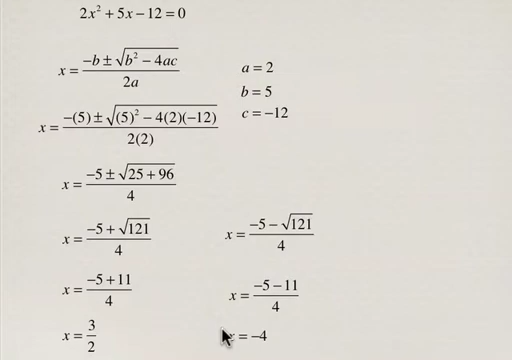 2x² + 5x − 12 = 0
x = (−b ± √(b² − 4ac)) / 2a
a = 2
b = 5
c = −12
x = (−(5) ± √((5)² − 4(2)(−12))) / 2(2)
x = (−5 ± √(25 + 96)) / 4
x = (−5 + √121) / 4
x = (−5 − √121) / 4
x = (−5 + 11) / 4
x = (−5 − 11) / 4
x = 3 / 2
x = −4